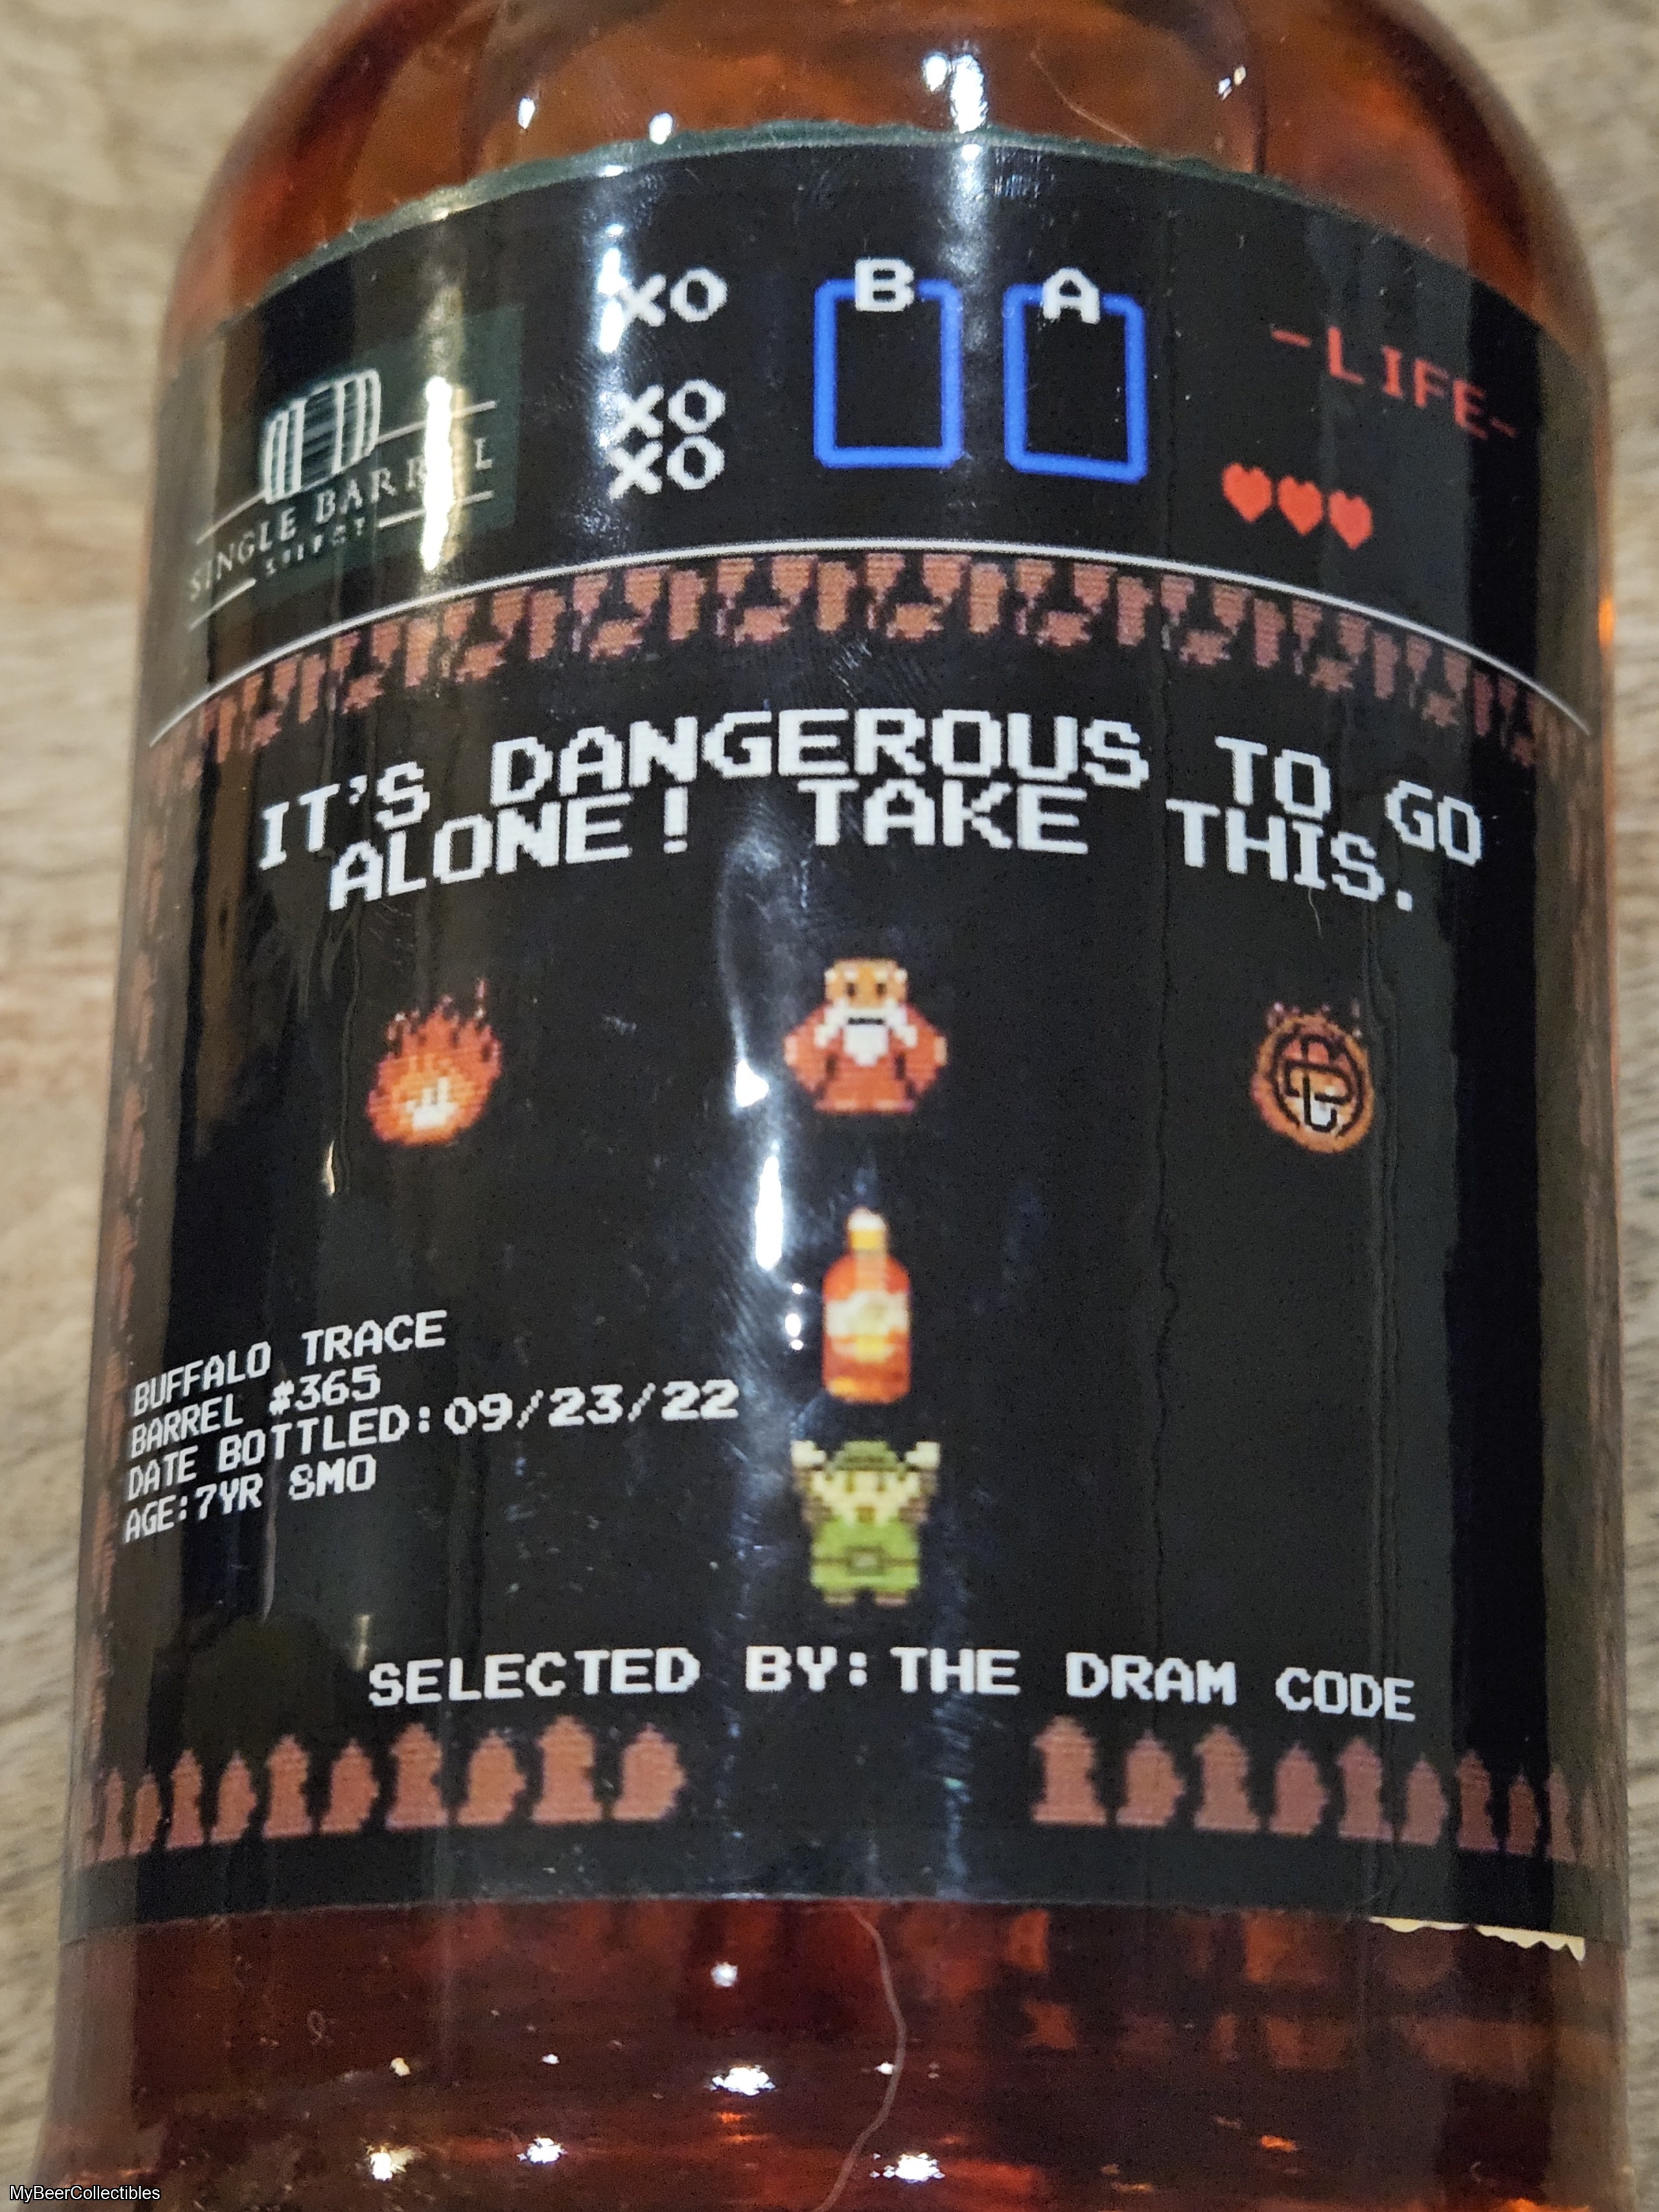 XO
XO
XO
B
A
-LIFE-
SINGLE BARREL
SELECT
IT'S DANGEROUS TO GO
ALONE! TAKE THIS.
BUFFALO TRACE
BARREL #365
DATE BOTTLED:09/23/22
AGE:7YR 8MO
SELECTED BY:THE DRAM CODE
MyBeerCollectibles